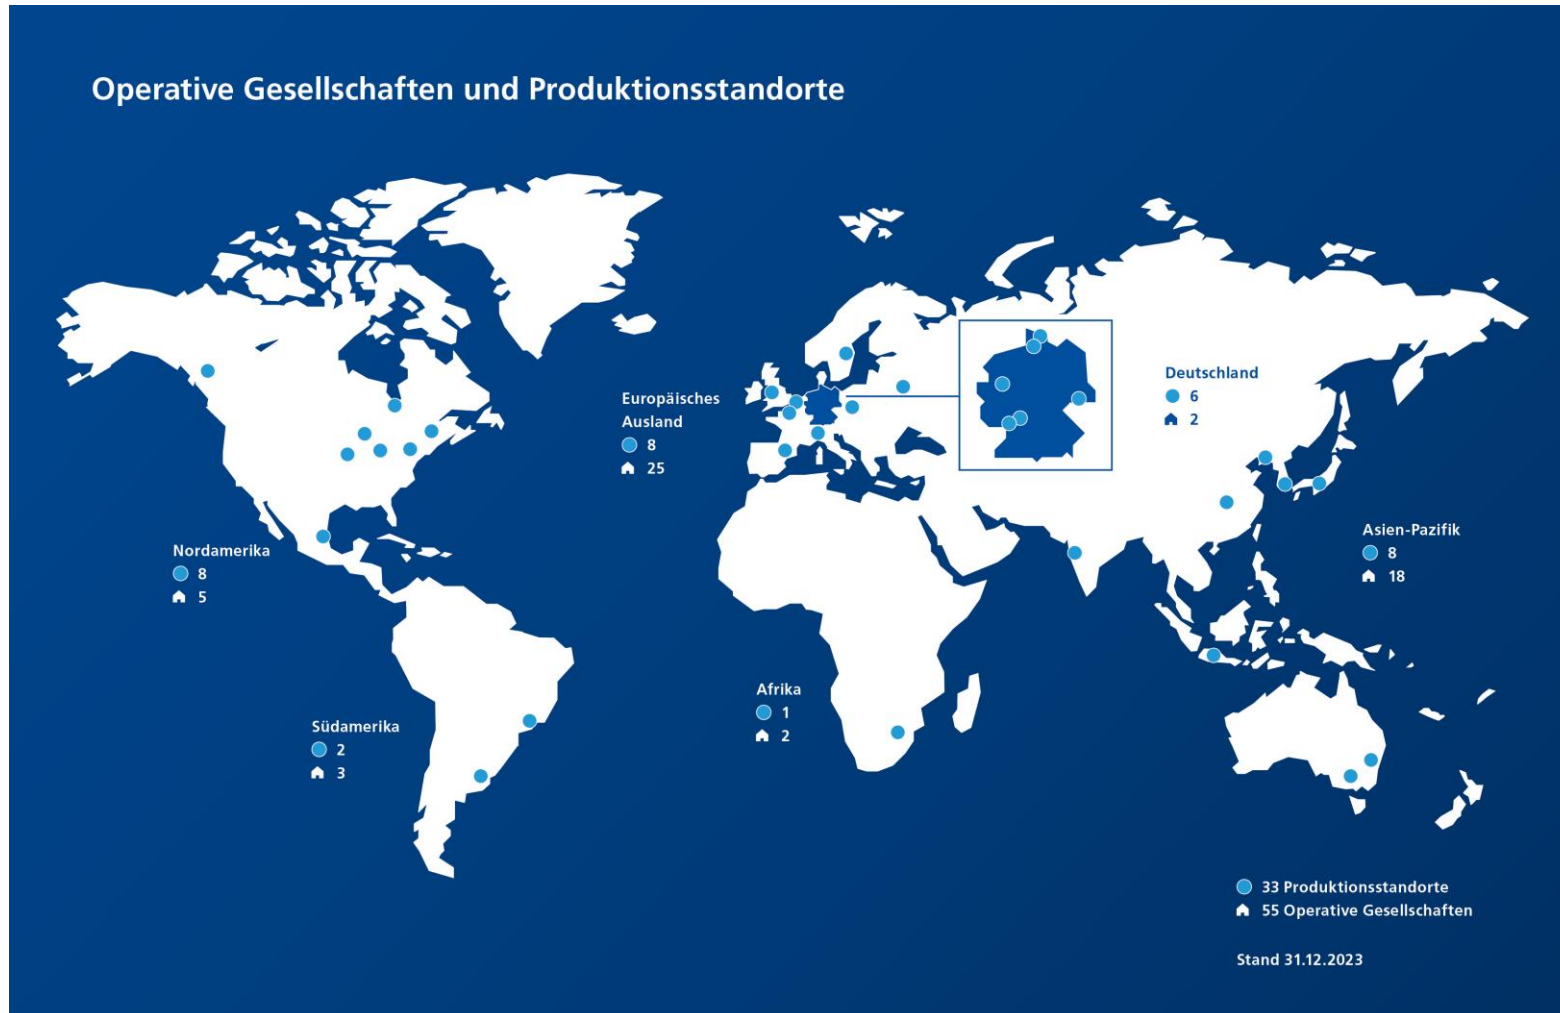 Operative Gesellschaften und Produktionsstandorte
Europäisches
Ausland
8
25
Deutschland
6
2
Nordamerika
8
5
Asien-Pazifik
8
18
Afrika
1
2
Südamerika
2
3
33 Produktionsstandorte
55 Operative Gesellschaften
Stand 31.12.2023